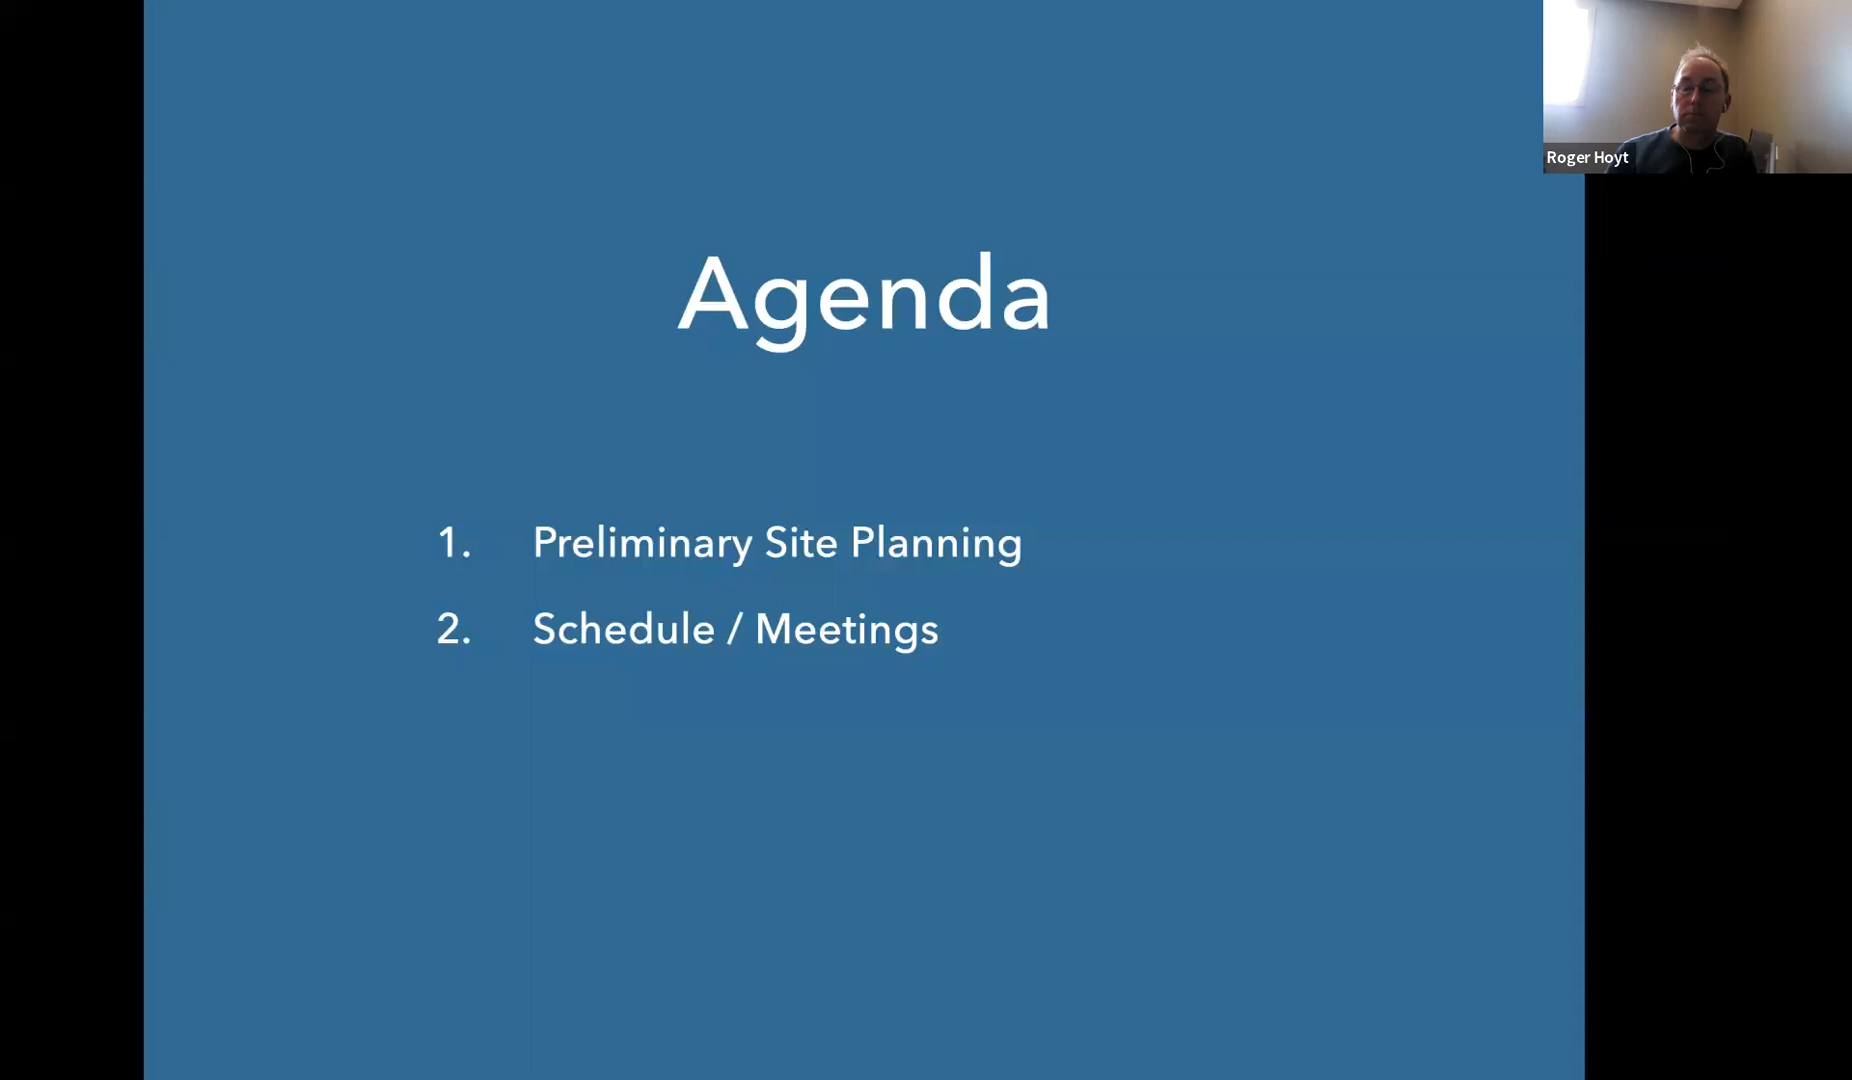 Roger Hoyt
Agenda
1. Preliminary Site Planning
2. Schedule / Meetings